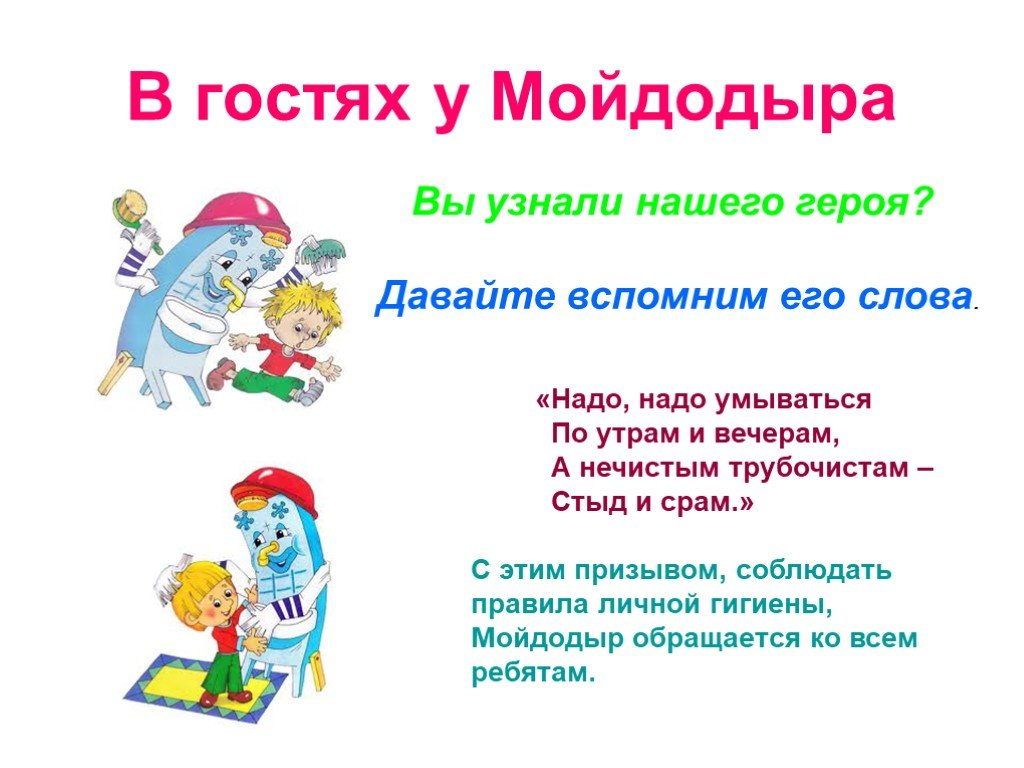 В гостях у Мойдодыра
Вы узнали нашего героя?
Давайте вспомним его слова.
«Надо, надо умываться
По утрам и вечерам,
А нечистым трубочистам –
Стыд и срам.»
С этим призывом, соблюдать
правила личной гигиены,
Мойдодыр обращается ко всем
ребятам.